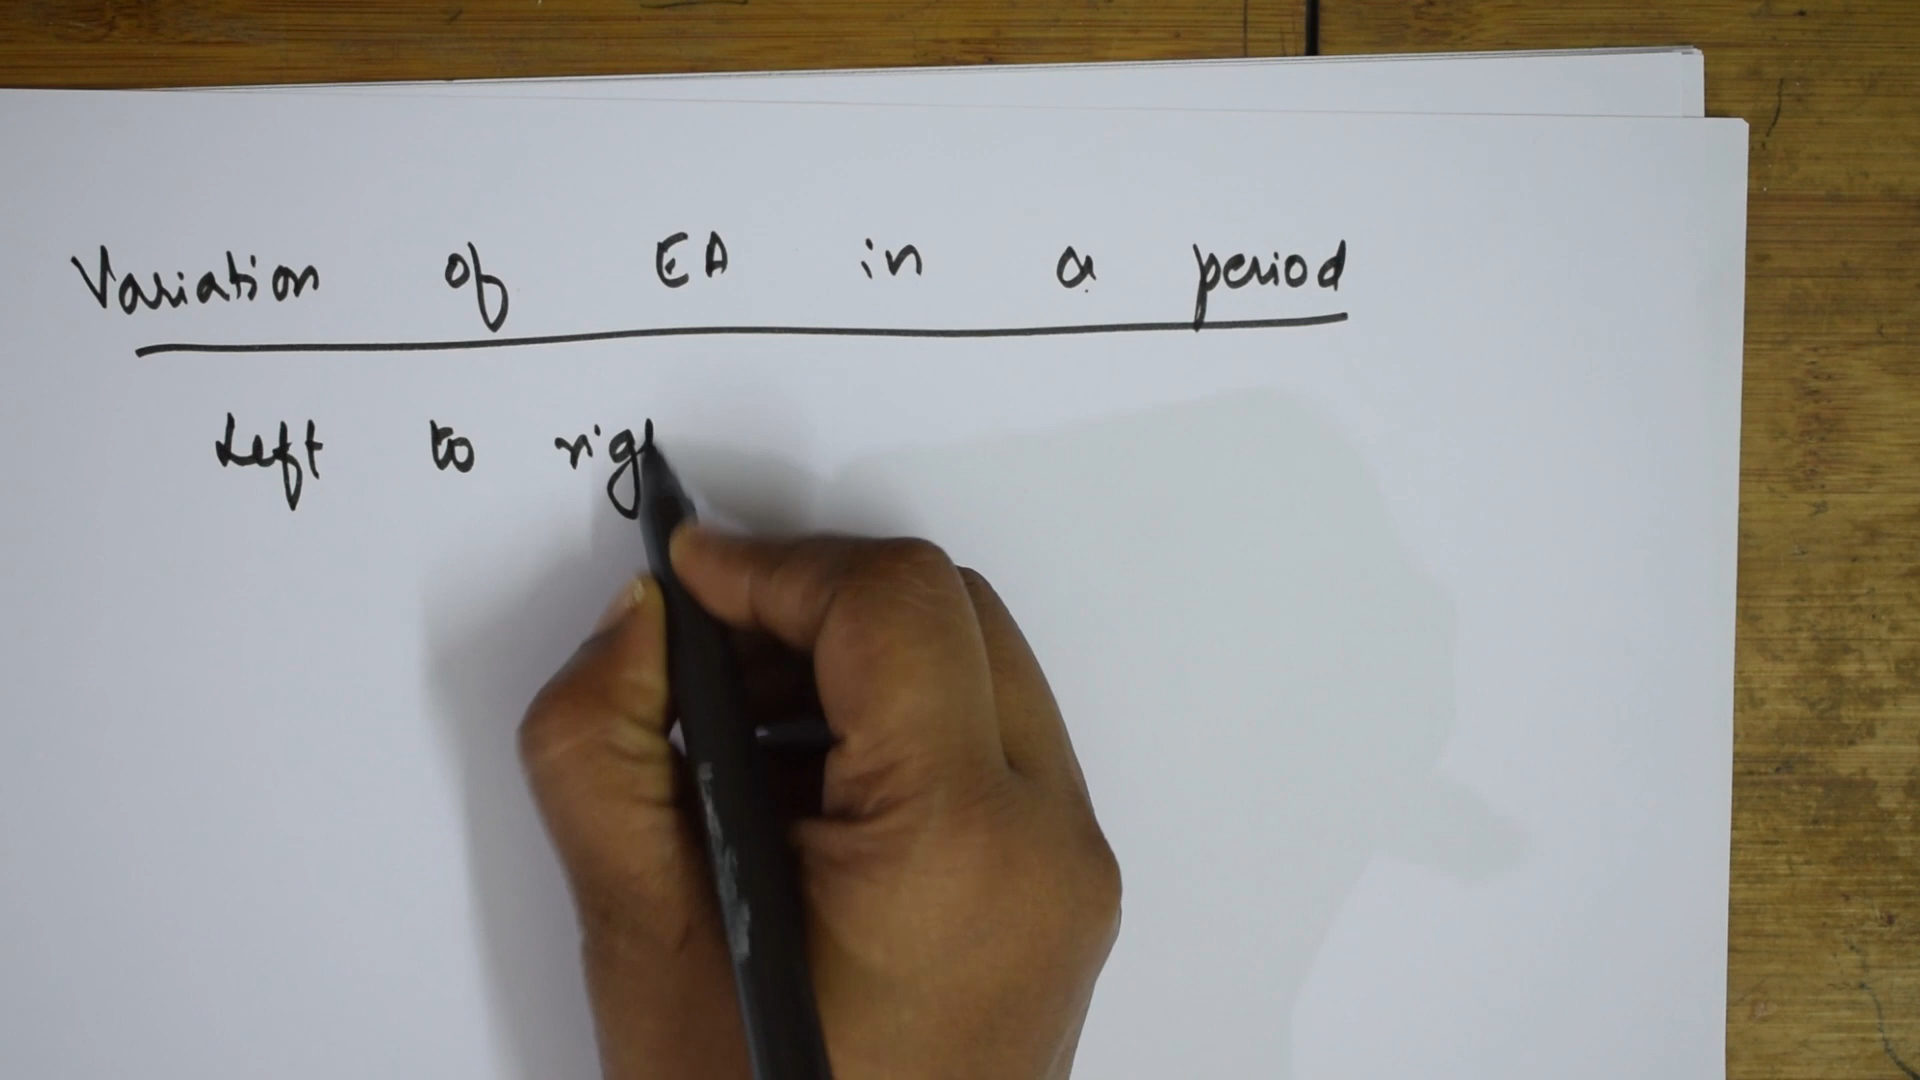 Variation of EA in a period
Left to rig